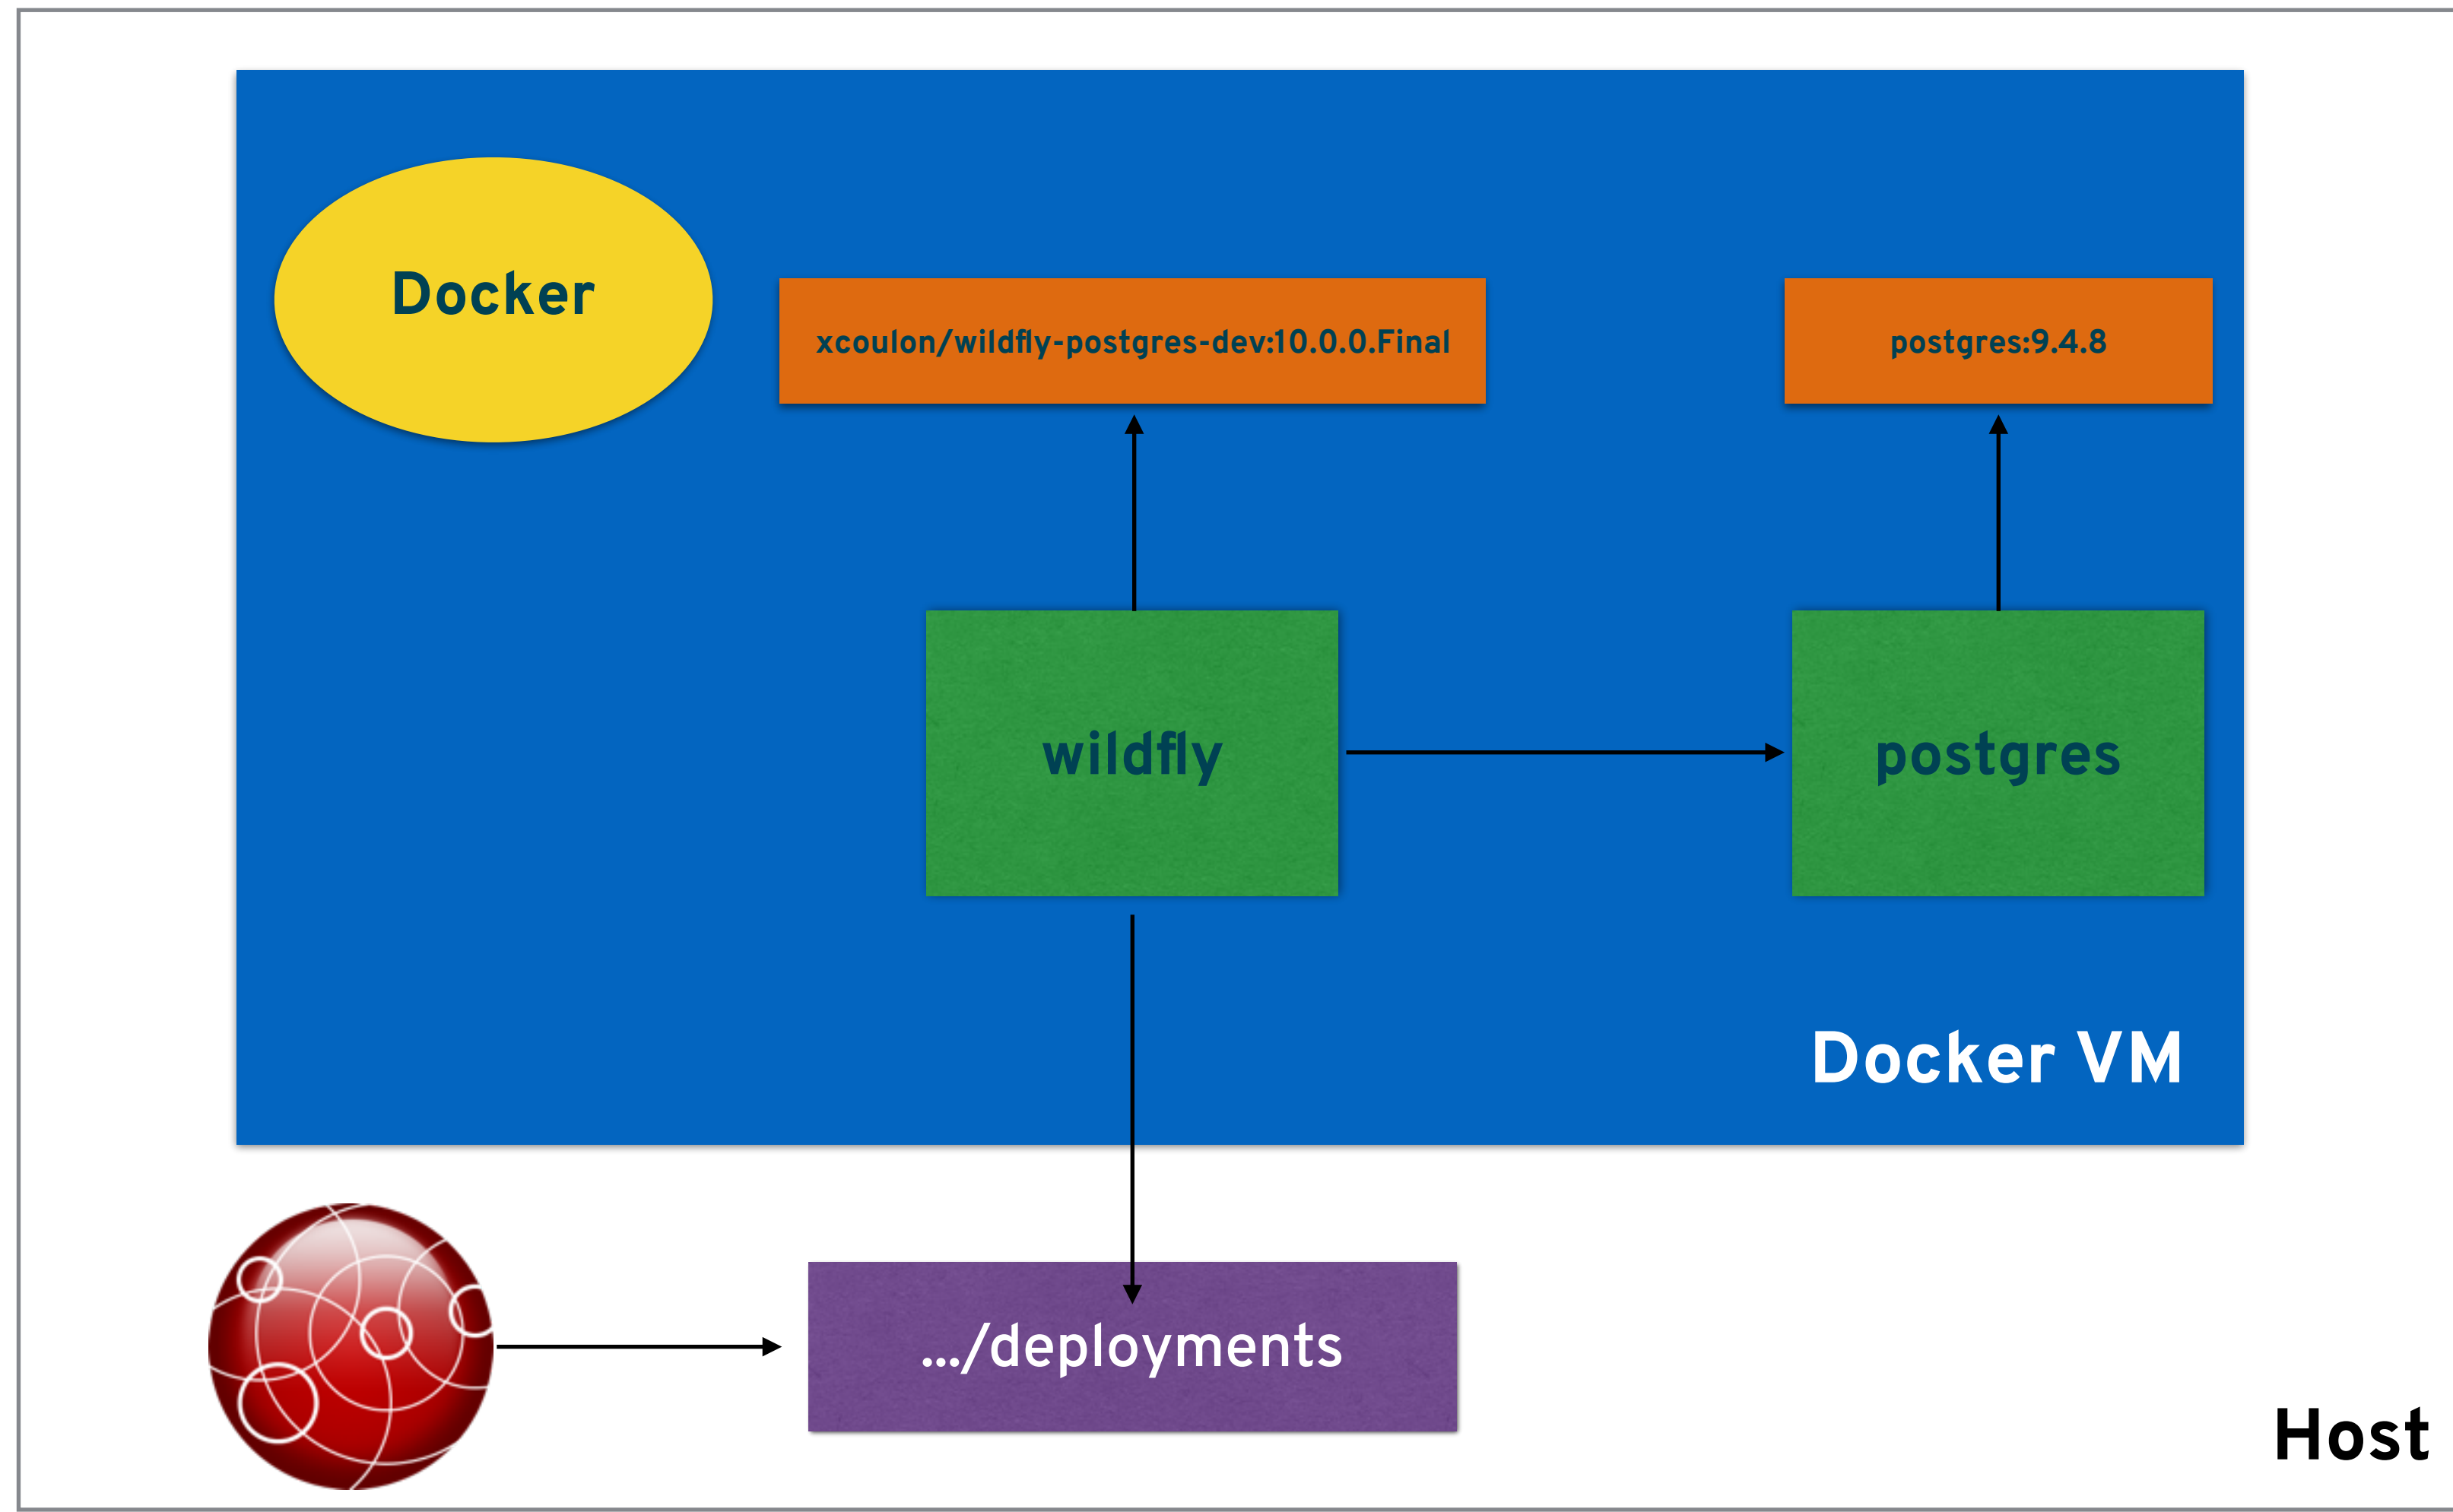 Docker
xcoulon/wildfly-postgres-dev:10.0.0.Final
postgres:9.4.8
wildfly
postgres
Docker VM
.../deployments
Host